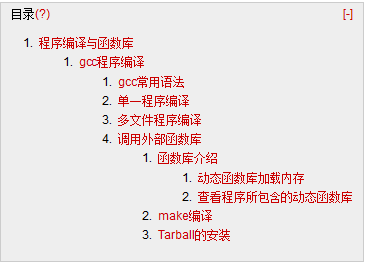 目录(?) [-]
1. 程序编译与函数库
1. gcc程序编译
1. gcc常用语法
2. 单一程序编译
3. 多文件程序编译
4. 调用外部函数库
1. 函数库介绍
1. 动态函数库加载内存
2. 查看程序所包含的动态函数库
2. make编译
3. Tarball的安装